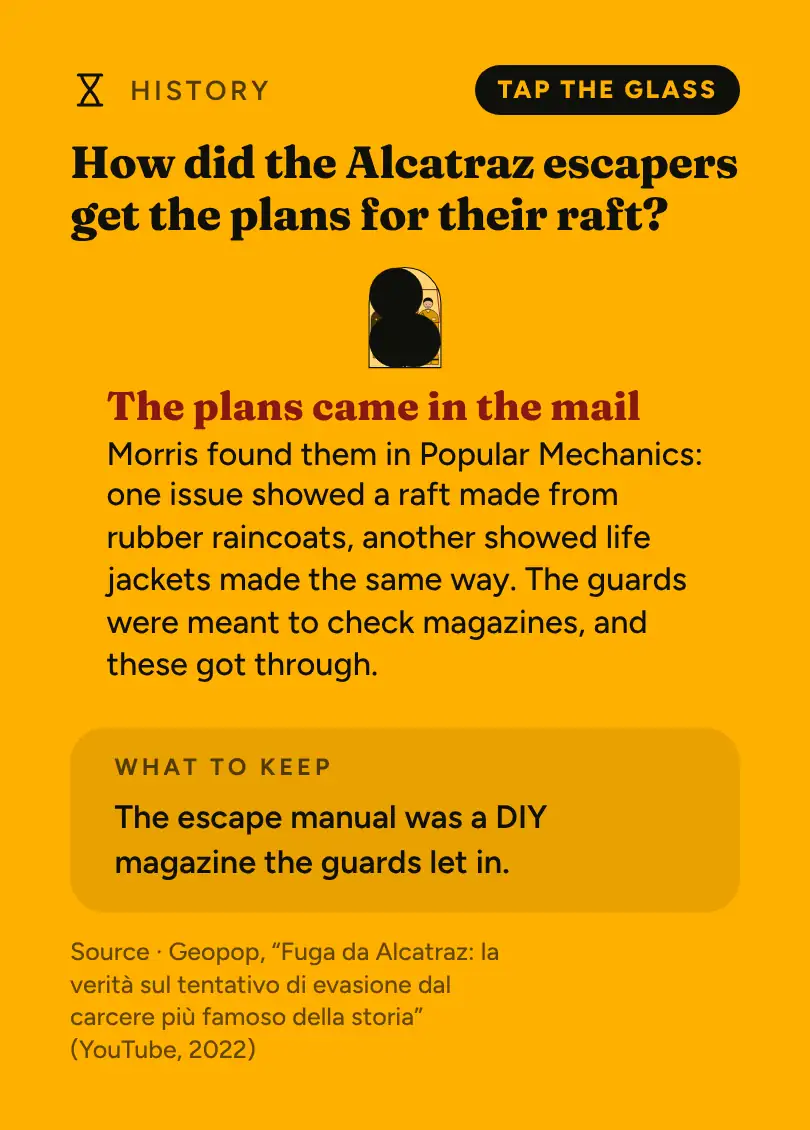 HISTORY
TAP THE GLASS
How did the Alcatraz escapers
get the plans for their raft?
The plans came in the mail
Morris found them in Popular Mechanics:
one issue showed a raft made from
rubber raincoats, another showed life
jackets made the same way. The guards
were meant to check magazines, and
these got through.
WHAT TO KEEP
The escape manual was a DIY
magazine the guards let in.
Source · Geopop, “Fuga da Alcatraz: la
verità sul tentativo di evasione dal
carcere più famoso della storia”
(YouTube, 2022)